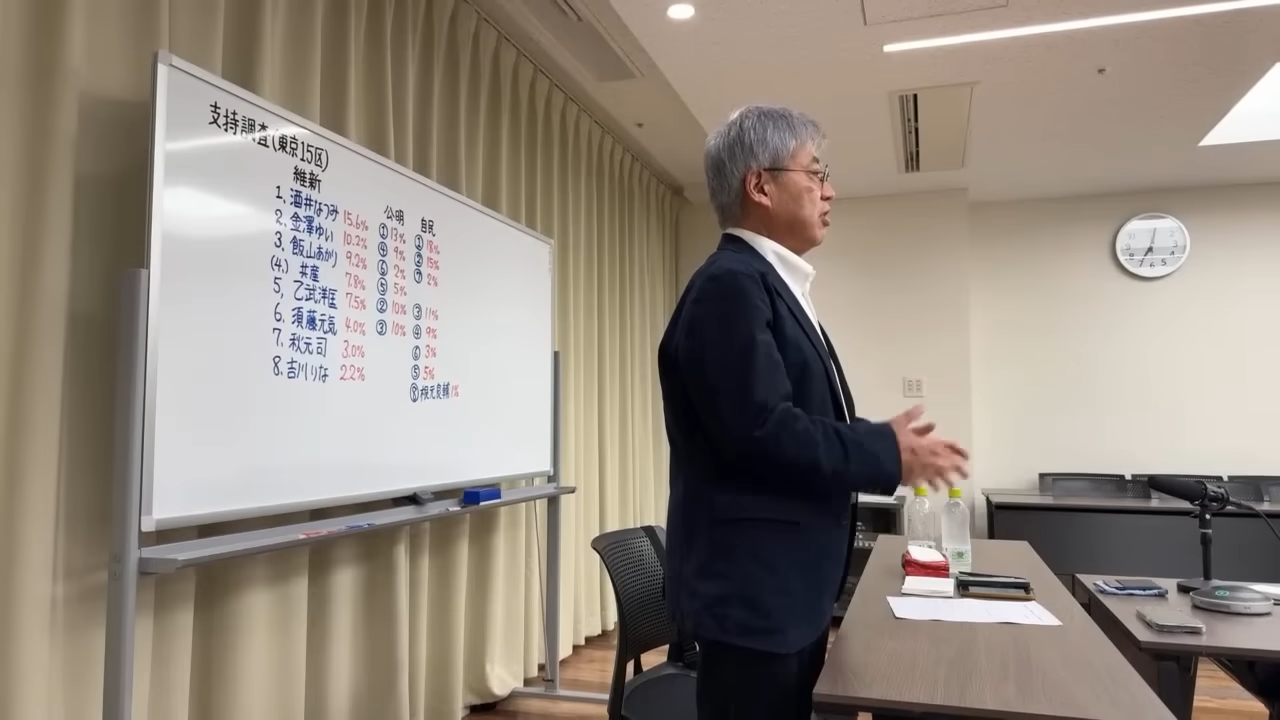 支持調査(東京15区)
維新
1, 酒井なつみ 15.6%
2. 金澤ゆい 10.2%
3. 飯山あかり 9.2%
(4.) 共産 7.8%
5, 乙武洋匡 7.5%
6. 須藤元気 4.0%
7. 秋元司 3.0%
8. 吉川りな 2.2%
公明
① 13%
④ 9%
⑥ 2%
⑤ 5%
② 10%
③ 10%
自民
① 18%
② 15%
⑦ 2%
③ 11%
④ 9%
⑥ 3%
⑤ 5%
⑧ 根元良輔 1%